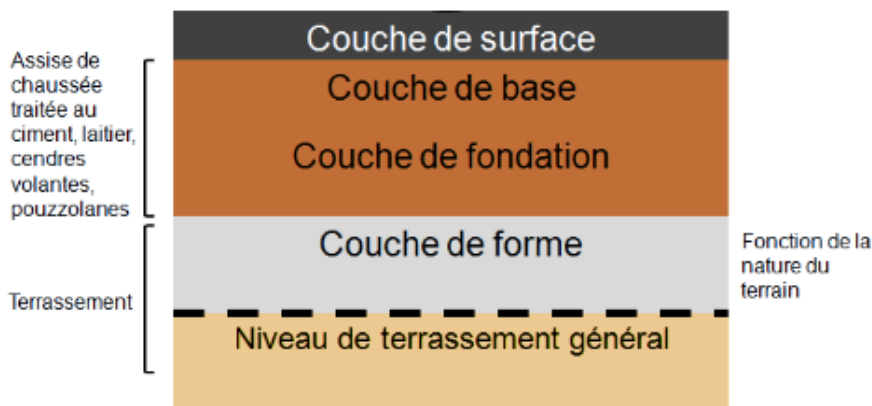 Couche de surface
Assise de
chaussée
traitée au
ciment, laitier,
cendres
volantes,
pouzzolanes
Couche de base
Couche de fondation
Couche de forme
Fonction de la
nature du
terrain
Terrassement
Niveau de terrassement général